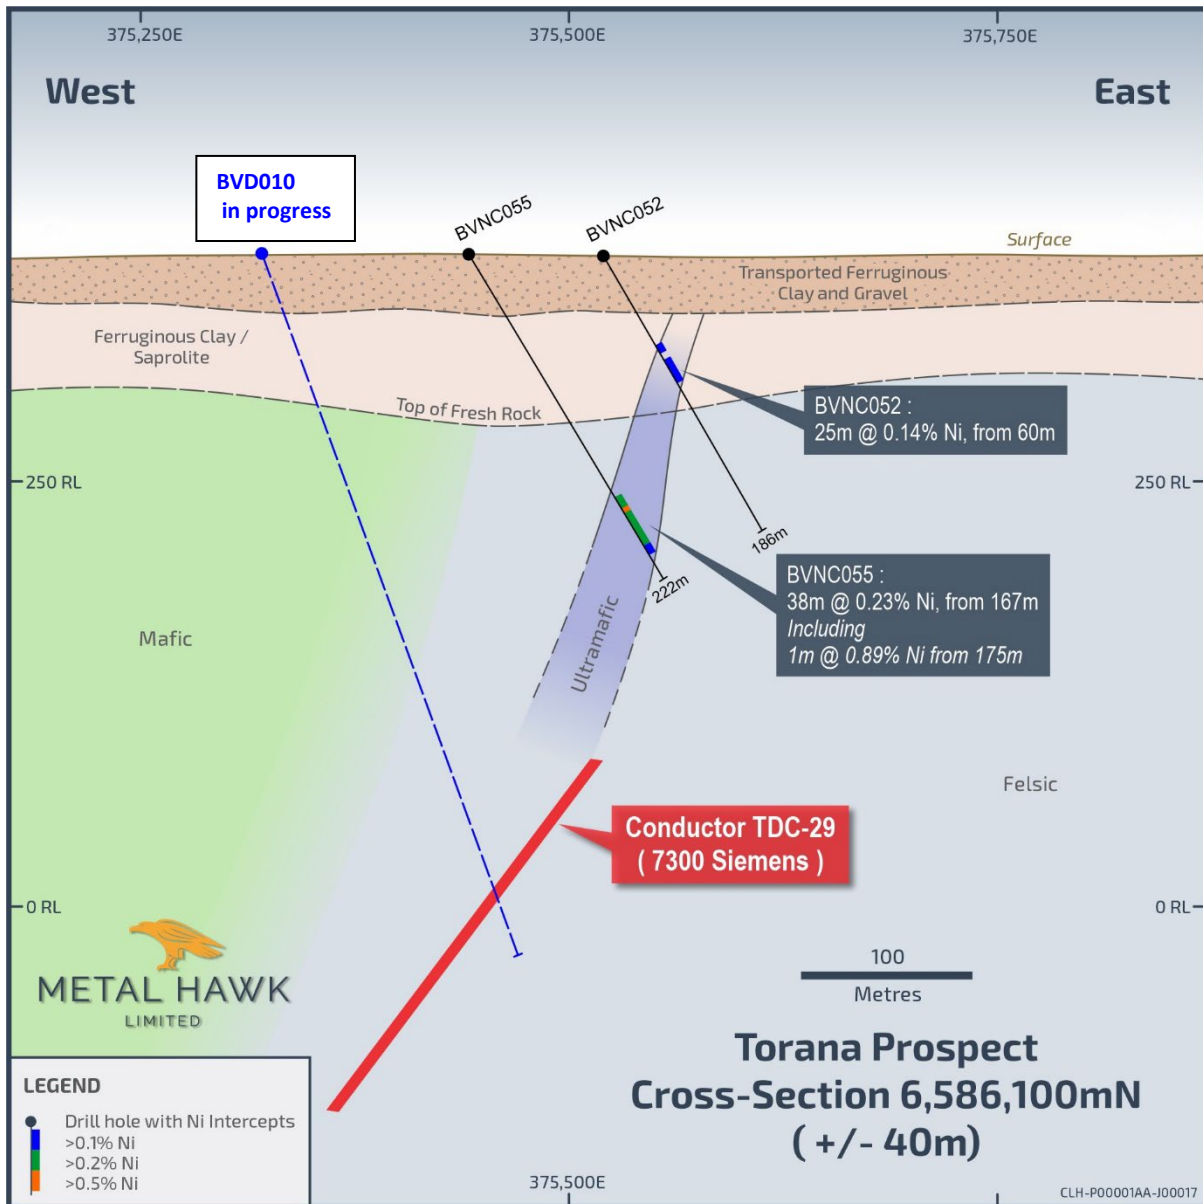 375,250E
375,500E
375,750E
West
East
BVD010
in progress
BVNC055
BVNC052
Surface
Transported Ferruginous
Clay and Gravel
Ferruginous Clay /
Saprolite
Top of Fresh Rock
BVNC052 :
25m @ 0.14% Ni, from 60m
250 RL
250 RL
186m
222m
BVNC055 :
38m @ 0.23% Ni, from 167m
Including
1m @ 0.89% Ni from 175m
Mafic
Ultramafic
Felsic
Conductor TDC-29
( 7300 Siemens )
0 RL
0 RL
METAL HAWK
LIMITED
100
Metres
Torana Prospect
Cross-Section 6,586,100mN
( +/- 40m)
LEGEND
Drill hole with Ni Intercepts
>0.1% Ni
>0.2% Ni
>0.5% Ni
375,500E
CLH-P00001AA-J00017